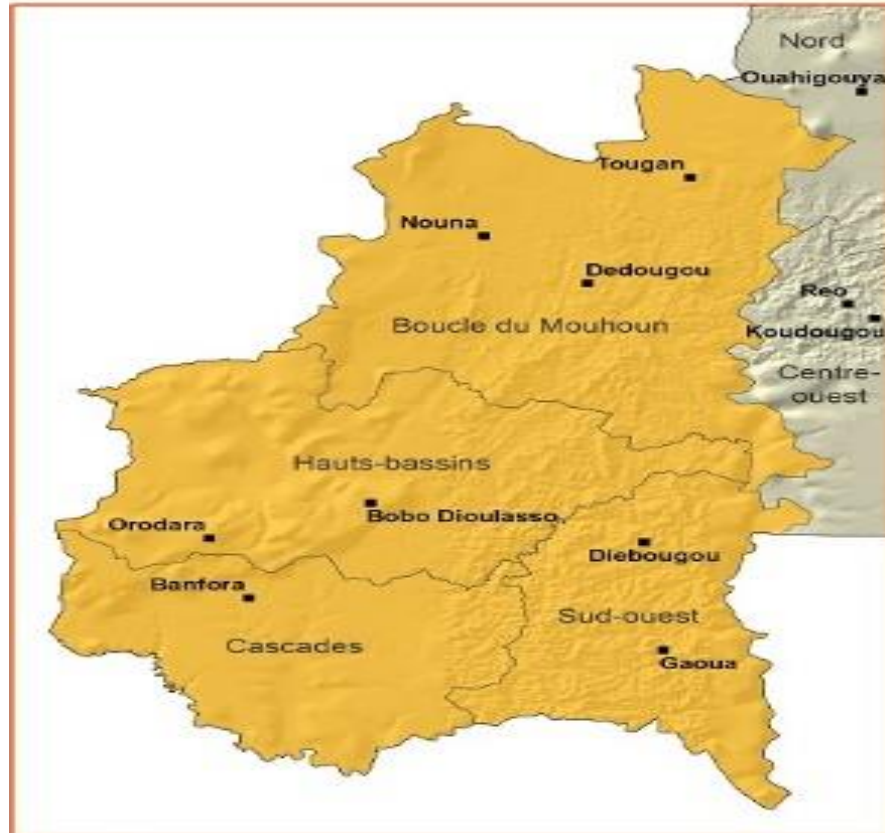 Nord
Ouahigouya
Tougan
Nouna
Dedougou
Reo
Boucle du Mouhoun
Koudougou
Centre-
ouest
Hauts-bassins
Bobo Dioulasso
Orodara
Diebougou
Banfora
Sud-ouest
Cascades
Gaoua